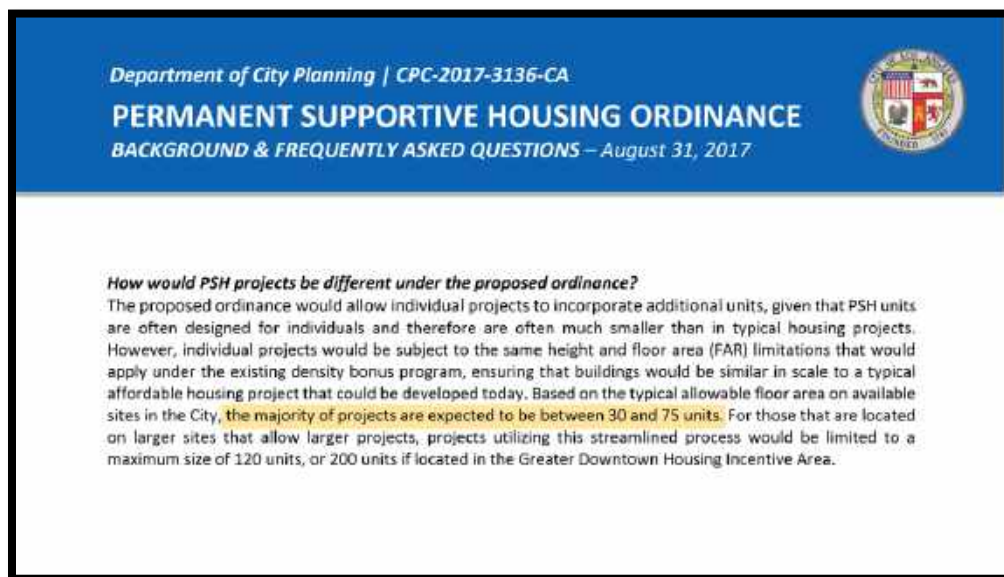 Department of City Planning | CPC-2017-3136-CA
PERMANENT SUPPORTIVE HOUSING ORDINANCE
BACKGROUND & FREQUENTLY ASKED QUESTIONS – August 31, 2017
CITY OF LOS ANGELES
FOUNDED 1781
How would PSH projects be different under the proposed ordinance?
The proposed ordinance would allow individual projects to incorporate additional units, given that PSH units
are often designed for individuals and therefore are often much smaller than in typical housing projects.
However, individual projects would be subject to the same height and floor area (FAR) limitations that would
apply under the existing density bonus program, ensuring that buildings would be similar in scale to a typical
affordable housing project that could be developed today. Based on the typical allowable floor area on available
sites in the City, the majority of projects are expected to be between 30 and 75 units. For those that are located
on larger sites that allow larger projects, projects utilizing this streamlined process would be limited to a
maximum size of 120 units, or 200 units if located in the Greater Downtown Housing Incentive Area.